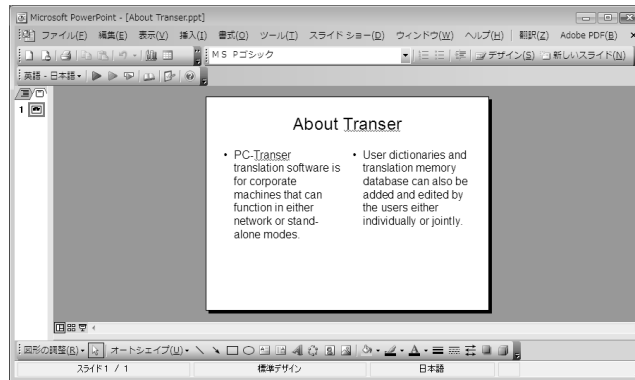 Microsoft PowerPoint - [About Transer.ppt]
ファイル(F) 編集(E) 表示(V) 挿入(I) 書式(O) ツール(T) スライド ショー(D) ウィンドウ(W) ヘルプ(H) 翻訳(Z) Adobe PDF(B)
MS Pゴシック デザイン(S) 新しいスライド(N)
英語 - 日本語
1
About Transer
• PC-Transer
translation software is
for corporate
machines that can
function in either
network or stand-
alone modes.
• User dictionaries and
translation memory
database can also be
added and edited by
the users either
individually or jointly.
図形の調整(R) オートシェイプ(U)
スライド 1 / 1 標準デザイン 日本語